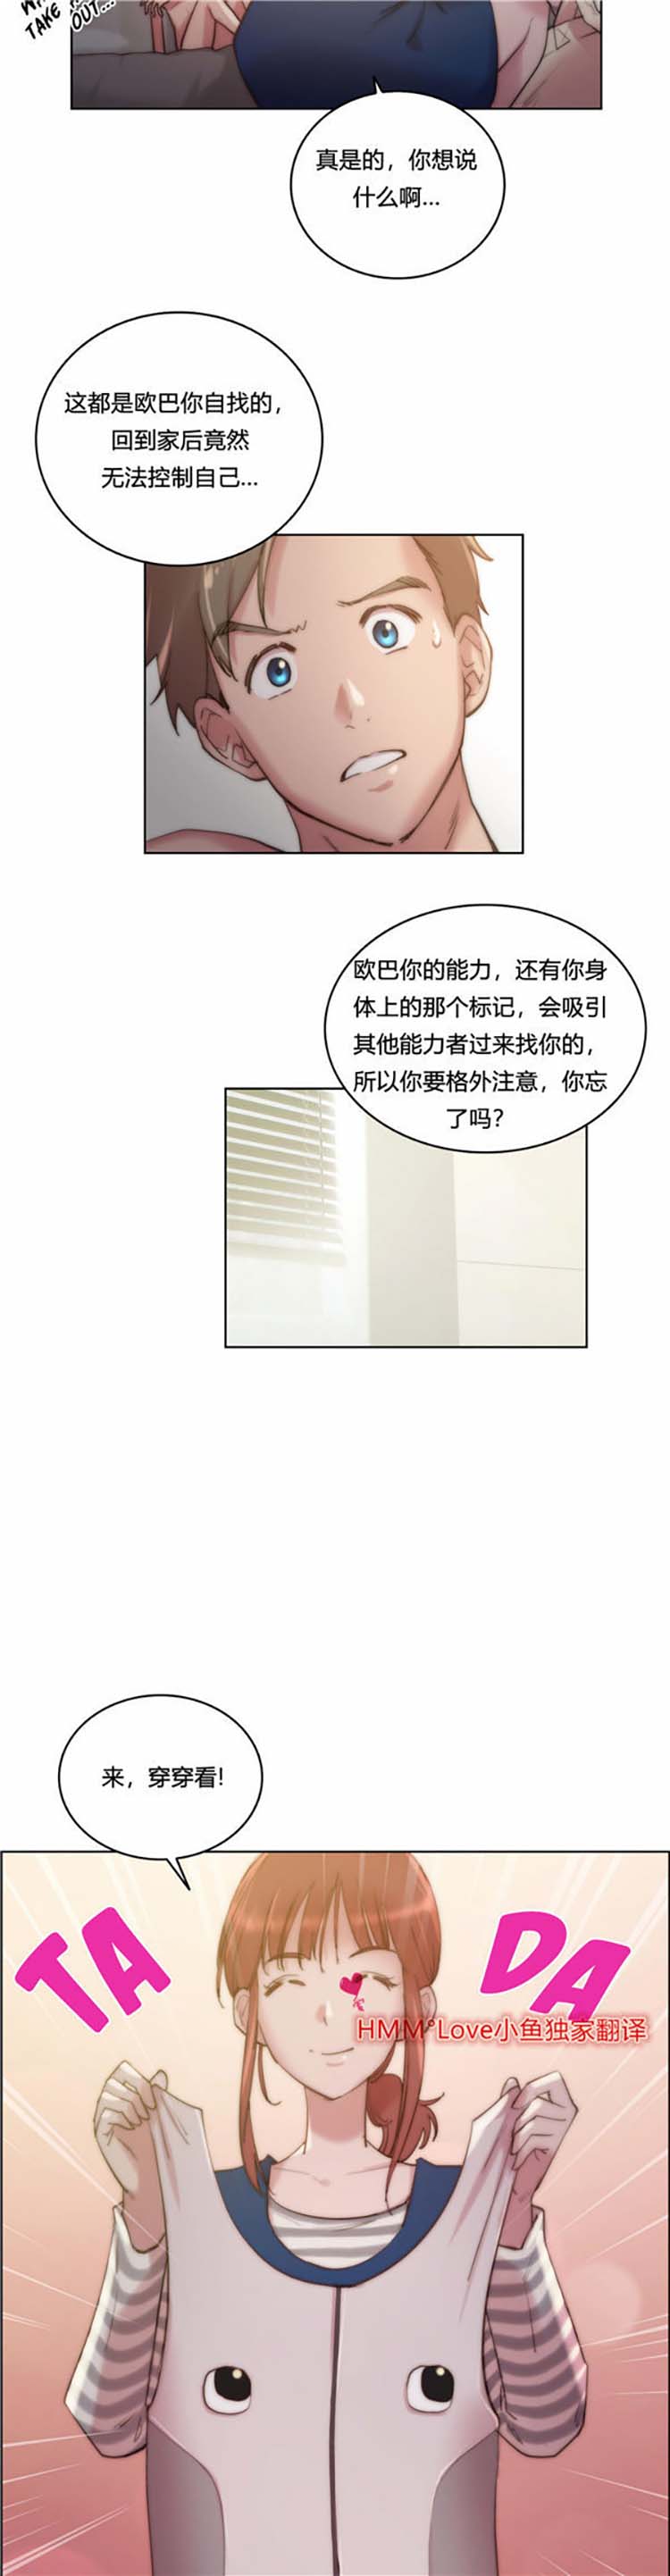 TAKE
OUT...
真是的，你想说
什么啊...
这都是欧巴你自找的，
回到家后竟然
无法控制自己...
欧巴你的能力，还有你身
体上的那个标记，会吸引
其他能力者过来找你的，
所以你要格外注意，你忘
了吗？
来，穿穿看!
TA
DA
HMM°Love小鱼独家翻译